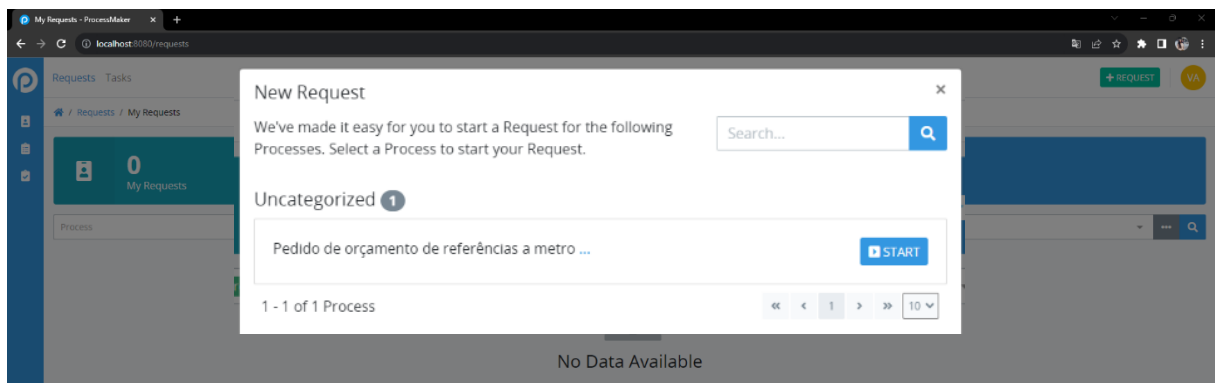 My Requests - ProcessMaker
localhost:8080/requests
Requests Tasks
+ REQUEST
VA
/ Requests / My Requests
New Request
We've made it easy for you to start a Request for the following
Processes. Select a Process to start your Request.
Search...
0
My Requests
Uncategorized 1
Process
Pedido de orçamento de referências a metro ...
START
1 - 1 of 1 Process
« < 1 > » 10
No Data Available